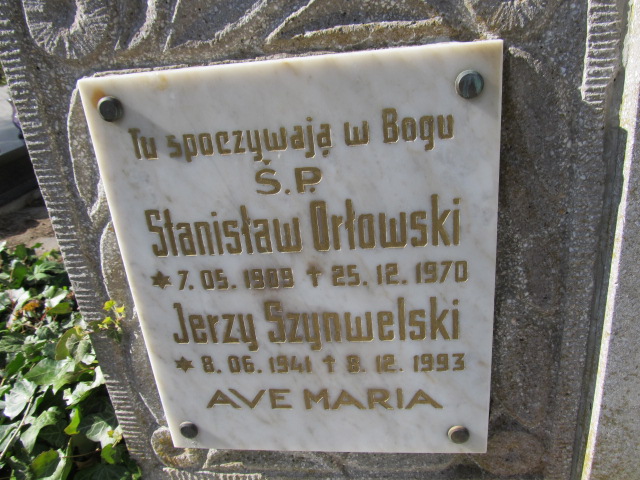 Tu spoczywają w Bogu
Ś.P.
Stanisław Orłowski
* 7. 05. 1909 † 25. 12. 1970
Jerzy Szynwelski
* 8. 06. 1941 † 8. 12. 1993
AVE MARIA